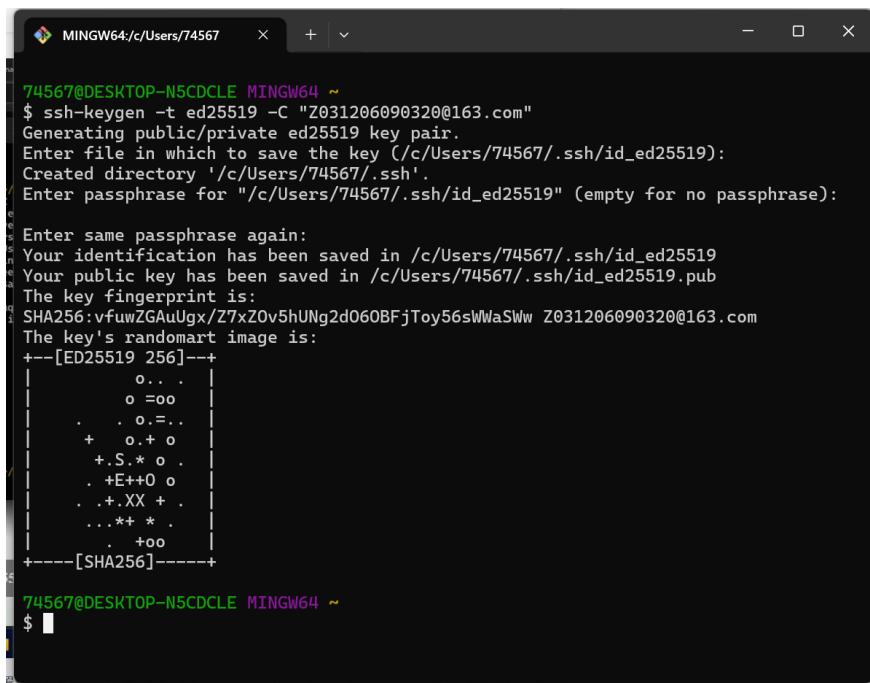 MINGW64:/c/Users/74567
74567@DESKTOP-N5CDCLE MINGW64 ~
$ ssh-keygen -t ed25519 -C "Z031206090320@163.com"
Generating public/private ed25519 key pair.
Enter file in which to save the key (/c/Users/74567/.ssh/id_ed25519):
Created directory '/c/Users/74567/.ssh'.
Enter passphrase for "/c/Users/74567/.ssh/id_ed25519" (empty for no passphrase):
Enter same passphrase again:
Your identification has been saved in /c/Users/74567/.ssh/id_ed25519
Your public key has been saved in /c/Users/74567/.ssh/id_ed25519.pub
The key fingerprint is:
SHA256:vfuwZGAuUgx/Z7xZOv5hUNg2dO6OBFjToy56sWWaSWw Z031206090320@163.com
The key's randomart image is:
+--[ED25519 256]--+
|          o.. .  |
|         o =oo   |
|    .   . o.=..  |
|     +   o.+ o   |
|      +.S.* o .  |
|     . +E++O o   |
|    . .+.XX + .  |
|     ...*+ * .   |
|       .  +oo    |
+----[SHA256]-----+
74567@DESKTOP-N5CDCLE MINGW64 ~
$